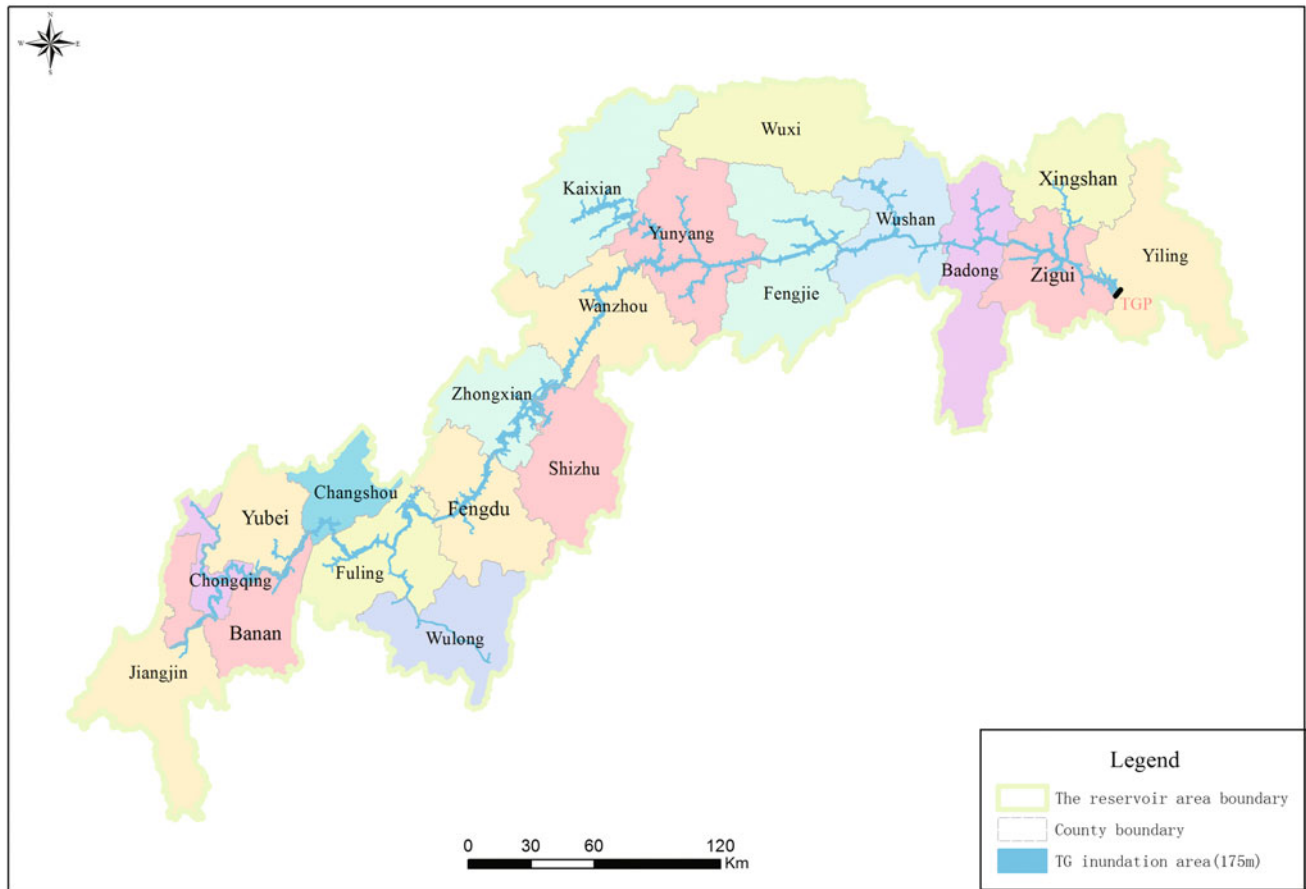 N
W E
S
Wuxi
Kaixian
Xingshan
Yunyang
Wushan
Yiling
Badong
Zigui
Fengjie
TGP
Wanzhou
Zhongxian
Shizhu
Changshou
Fengdu
Yubei
Fuling
Chongqing
Banan
Wulong
Jiangjin
Legend
The reservoir area boundary
County boundary
TG inundation area(175m)
0 30 60 120
Km